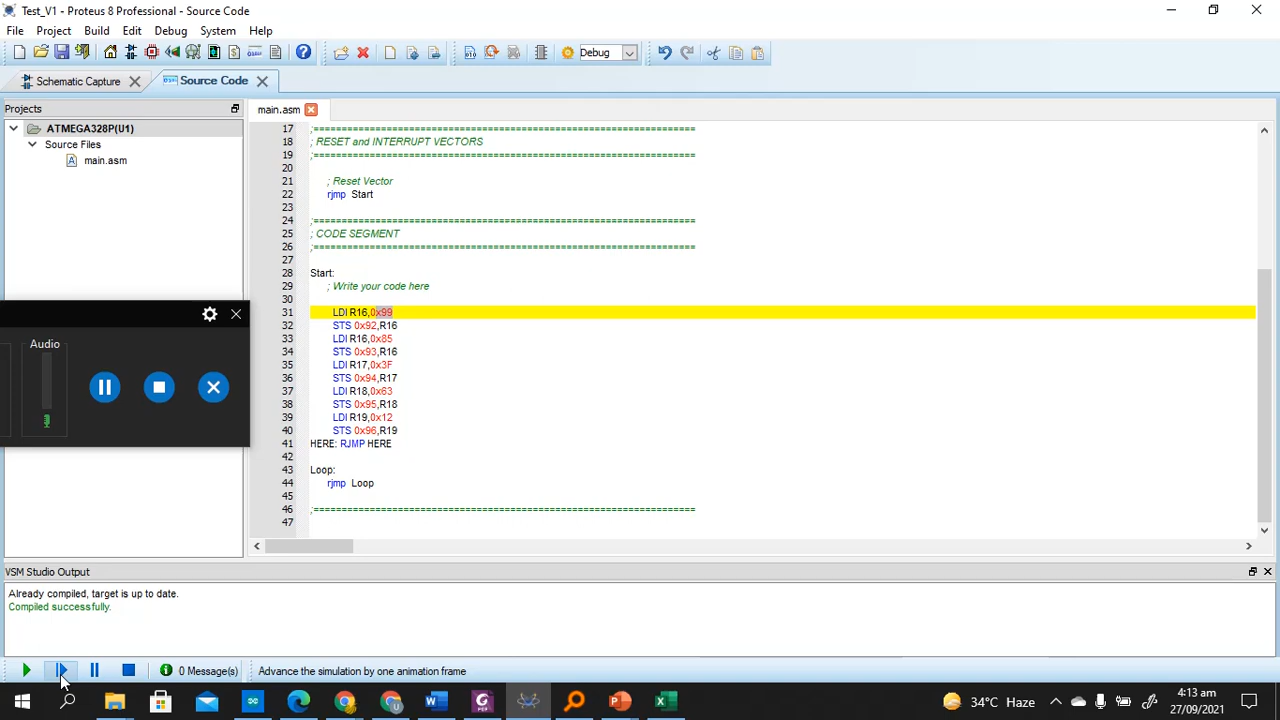 Test_V1 - Proteus 8 Professional - Source Code
File Project Build Edit Debug System Help
Debug
Schematic Capture Source Code
Projects
ATMEGA328P(U1)
Source Files
main.asm
Audio
main.asm
17 ;====================================================================
18 ; RESET and INTERRUPT VECTORS
19 ;====================================================================
20
21 ; Reset Vector
22 rjmp Start
23
24 ;====================================================================
25 ; CODE SEGMENT
26 ;====================================================================
27
28 Start:
29 ; Write your code here
30
31 LDI R16,0x99
32 STS 0x92,R16
33 LDI R16,0x85
34 STS 0x93,R16
35 LDI R17,0x3F
36 STS 0x94,R17
37 LDI R18,0x63
38 STS 0x95,R18
39 LDI R19,0x12
40 STS 0x96,R19
41 HERE: RJMP HERE
42
43 Loop:
44 rjmp Loop
45
46 ;====================================================================
47
VSM Studio Output
Already compiled, target is up to date.
Compiled successfully.
0 Message(s) Advance the simulation by one animation frame
34°C Haze
4:13 am
27/09/2021